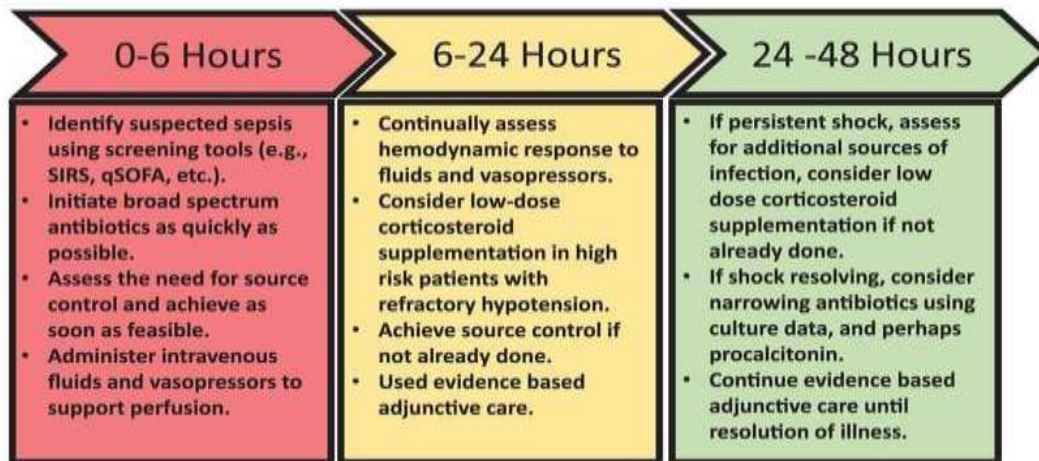 0-6 Hours
• Identify suspected sepsis
using screening tools (e.g.,
SIRS, qSOFA, etc.).
• Initiate broad spectrum
antibiotics as quickly as
possible.
• Assess the need for source
control and achieve as
soon as feasible.
• Administer intravenous
fluids and vasopressors to
support perfusion.
6-24 Hours
• Continually assess
hemodynamic response to
fluids and vasopressors.
• Consider low-dose
corticosteroid
supplementation in high
risk patients with
refractory hypotension.
• Achieve source control if
not already done.
• Used evidence based
adjunctive care.
24 -48 Hours
• If persistent shock, assess
for additional sources of
infection, consider low
dose corticosteroid
supplementation if not
already done.
• If shock resolving, consider
narrowing antibiotics using
culture data, and perhaps
procalcitonin.
• Continue evidence based
adjunctive care until
resolution of illness.